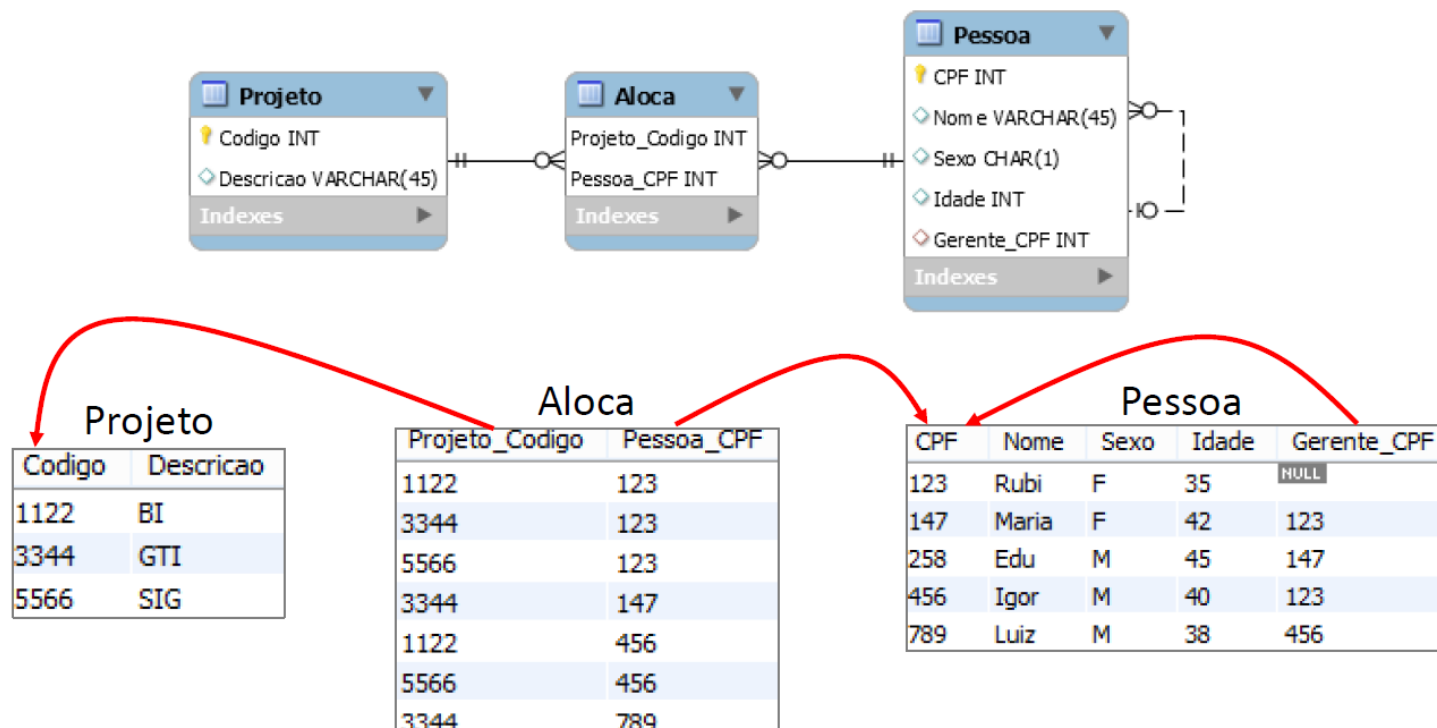 Projeto
Codigo INT
Descricao VARCHAR(45)
Indexes
Aloca
Projeto_Codigo INT
Pessoa_CPF INT
Indexes
Pessoa
CPF INT
Nome VARCHAR(45)
Sexo CHAR(1)
Idade INT
Gerente_CPF INT
Indexes
Projeto
Codigo Descricao
1122 BI
3344 GTI
5566 SIG
Aloca
Projeto_Codigo Pessoa_CPF
1122 123
3344 123
5566 123
3344 147
1122 456
5566 456
3344 789
Pessoa
CPF Nome Sexo Idade Gerente_CPF
123 Rubi F 35 NULL
147 Maria F 42 123
258 Edu M 45 147
456 Igor M 40 123
789 Luiz M 38 456